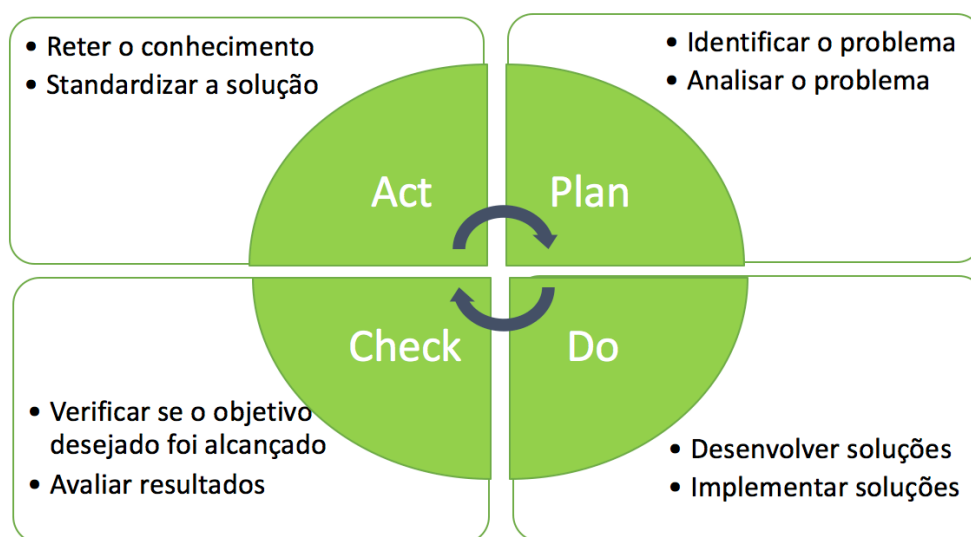 • Reter o conhecimento
• Standardizar a solução
• Identificar o problema
• Analisar o problema
Act
Plan
Check
Do
• Verificar se o objetivo
desejado foi alcançado
• Avaliar resultados
• Desenvolver soluções
• Implementar soluções